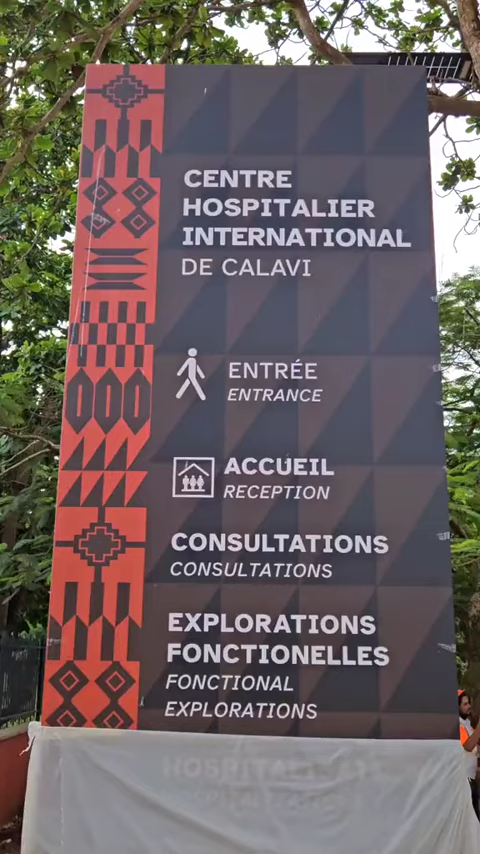 CENTRE
HOSPITALIER
INTERNATIONAL
DE CALAVI
ENTRÉE
ENTRANCE
ACCUEIL
RECEPTION
CONSULTATIONS
CONSULTATIONS
EXPLORATIONS
FONCTIONELLES
FONCTIONAL
EXPLORATIONS